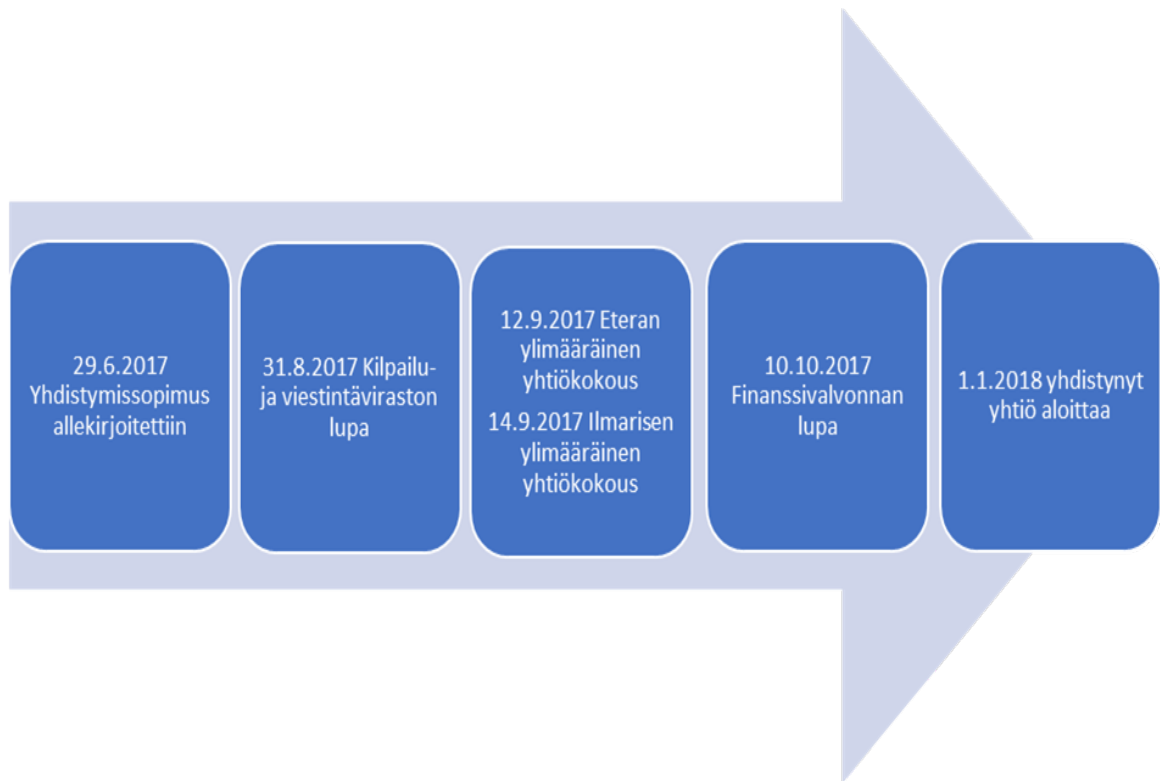 29.6.2017
Yhdistymissopimus
allekirjoitettiin
31.8.2017 Kilpailu-
ja viestintäviraston
lupa
12.9.2017 Eteran
ylimääräinen
yhtiökokous
14.9.2017 Ilmarisen
ylimääräinen
yhtiökokous
10.10.2017
Finanssivalvonnan
lupa
1.1.2018 yhdistynyt
yhtiö aloittaa